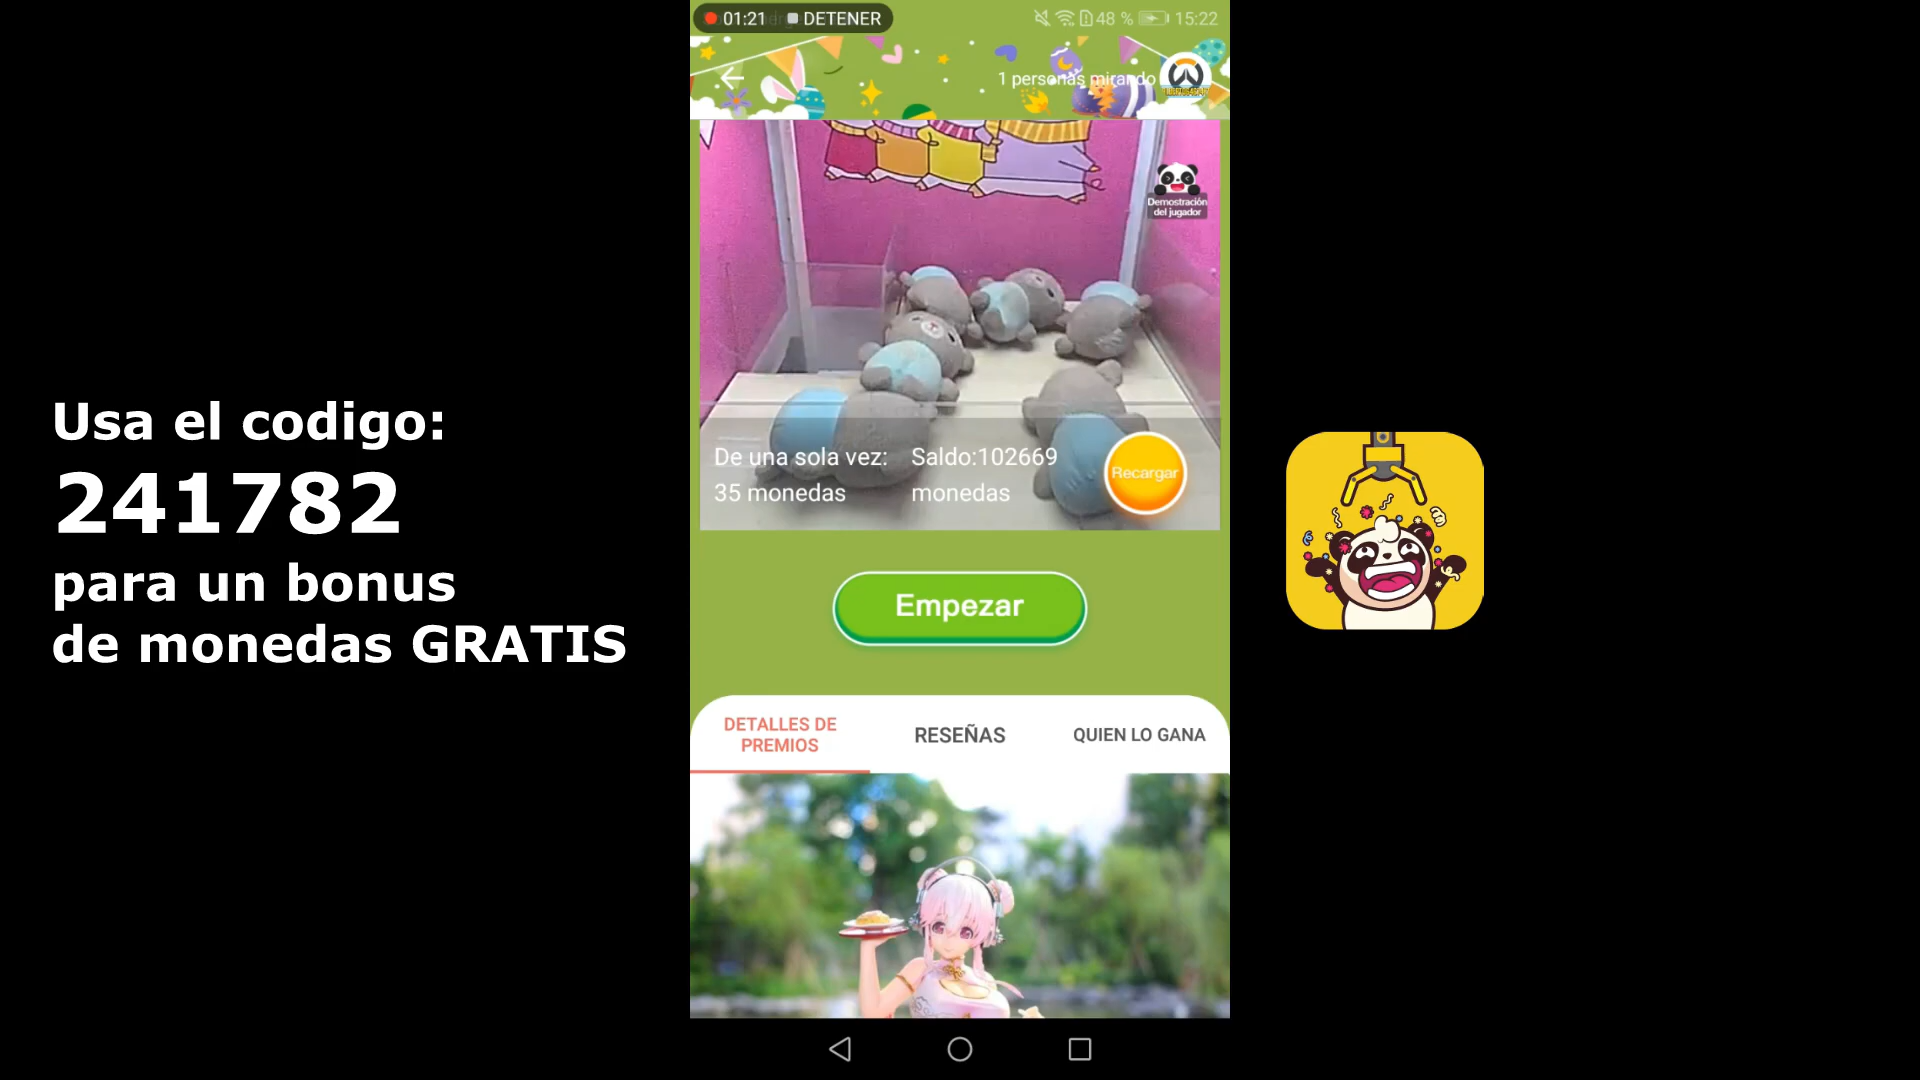 Usa el codigo:
241782
para un bonus
de monedas GRATIS
01:21 DETENER
48 % 15:22
1 personas mirando
Demostración
del jugador
De una sola vez:
35 monedas
Saldo:102669
monedas
Recargar
Empezar
DETALLES DE
PREMIOS
RESEÑAS
QUIEN LO GANA